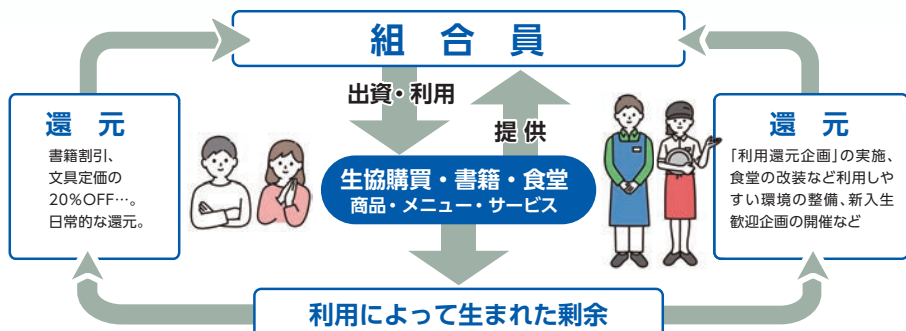 組合員
出資・利用
提供
還元
書籍割引、
文具定価の
20%OFF…。
日常的な還元。
生協購買・書籍・食堂
商品・メニュー・サービス
還元
「利用還元企画」の実施、
食堂の改装など利用しや
すい環境の整備、新入生
歓迎企画の開催など
利用によって生まれた剰余